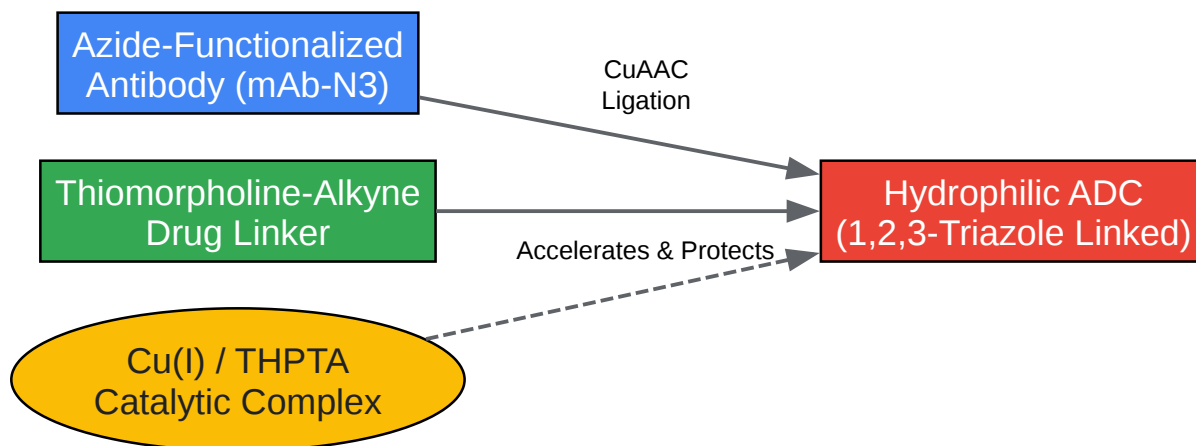 Azide-Functionalized
Antibody (mAb-N3)
CuAAC
Ligation
Thiomorpholine-Alkyne
Drug Linker
Hydrophilic ADC
(1,2,3-Triazole Linked)
Accelerates & Protects
Cu(I) / THPTA
Catalytic Complex